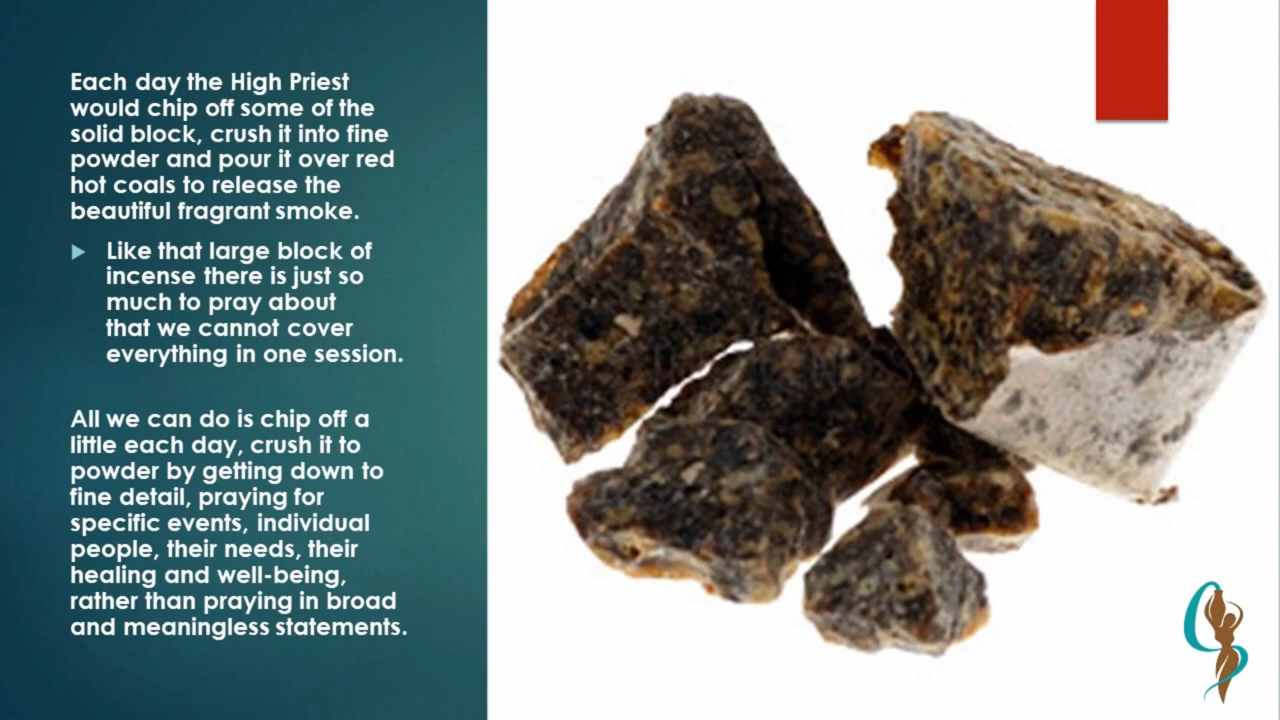 Each day the High Priest
would chip off some of the
solid block, crush it into fine
powder and pour it over red
hot coals to release the
beautiful fragrant smoke.
Like that large block of
incense there is just so
much to pray about
that we cannot cover
everything in one session.
All we can do is chip off a
little each day, crush it to
powder by getting down to
fine detail, praying for
specific events, individual
people, their needs, their
healing and well-being,
rather than praying in broad
and meaningless statements.